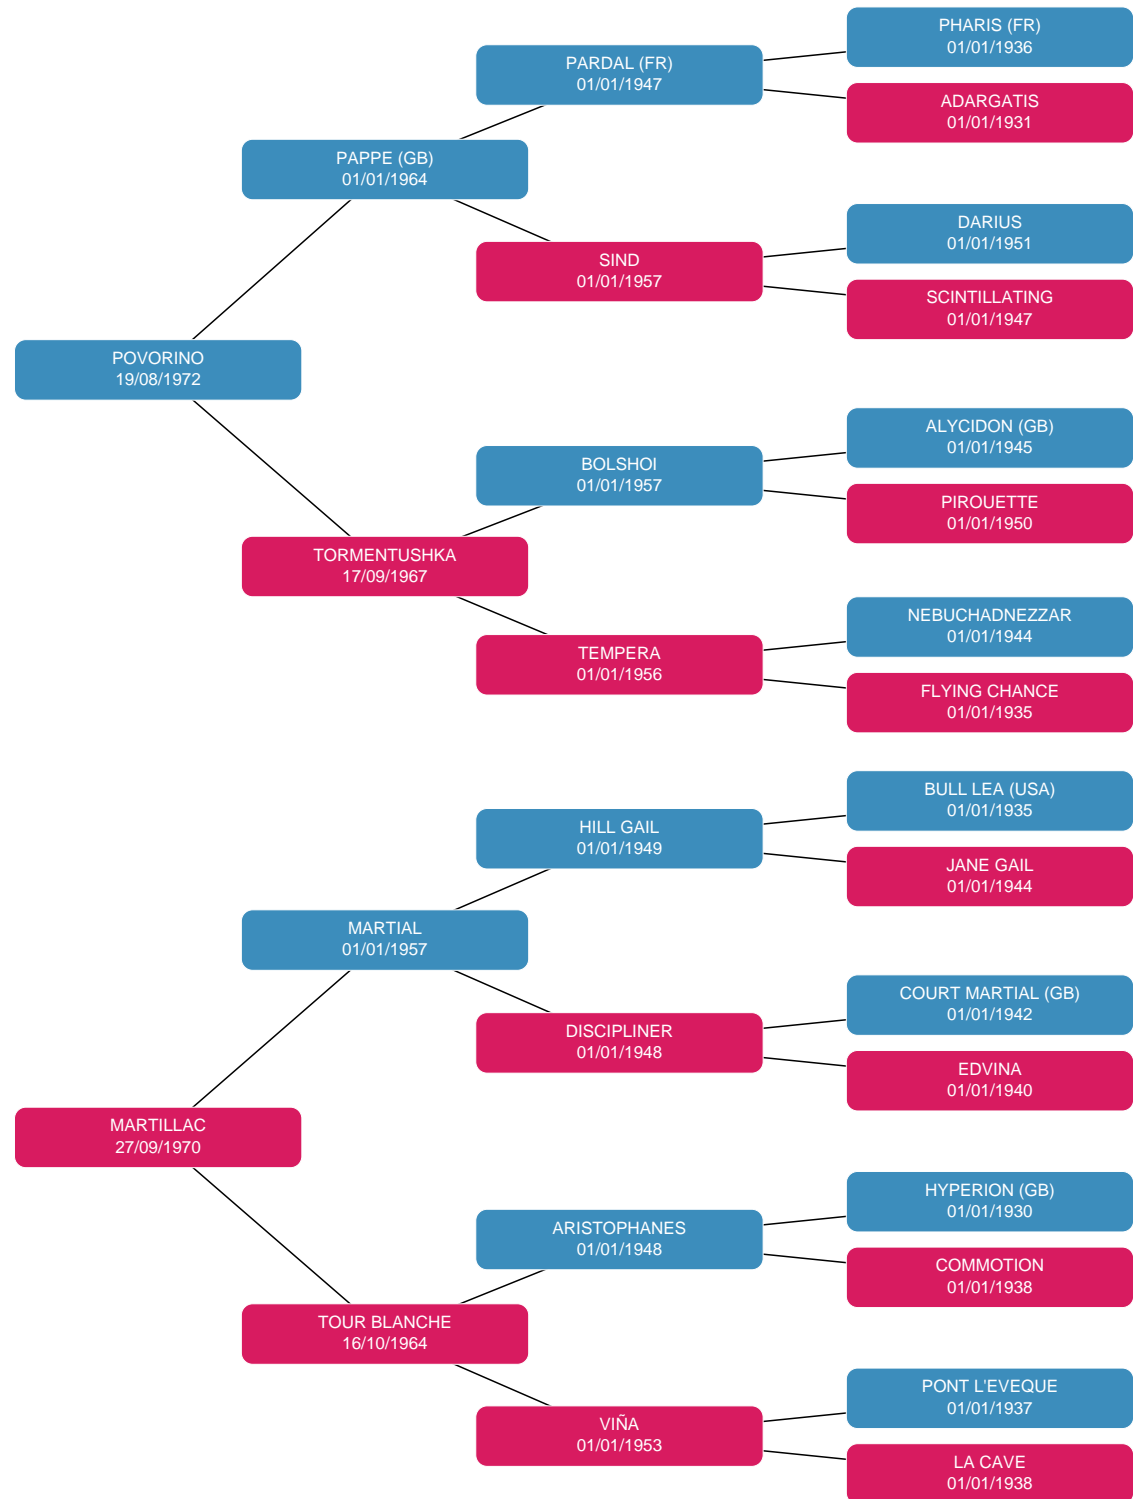 PHARIS (FR)
01/01/1936
PARDAL (FR)
01/01/1947
ADARGATIS
01/01/1931
PAPPE (GB)
01/01/1964
DARIUS
01/01/1951
SIND
01/01/1957
SCINTILLATING
01/01/1947
POVORINO
19/08/1972
ALYCIDON (GB)
01/01/1945
BOLSHOI
01/01/1957
PIROUETTE
01/01/1950
TORMENTUSHKA
17/09/1967
NEBUCHADNEZZAR
01/01/1944
TEMPERA
01/01/1956
FLYING CHANCE
01/01/1935
BULL LEA (USA)
01/01/1935
HILL GAIL
01/01/1949
JANE GAIL
01/01/1944
MARTIAL
01/01/1957
COURT MARTIAL (GB)
01/01/1942
DISCIPLINER
01/01/1948
EDVINA
01/01/1940
MARTILLAC
27/09/1970
HYPERION (GB)
01/01/1930
ARISTOPHANES
01/01/1948
COMMOTION
01/01/1938
TOUR BLANCHE
16/10/1964
PONT L'EVEQUE
01/01/1937
VIÑA
01/01/1953
LA CAVE
01/01/1938